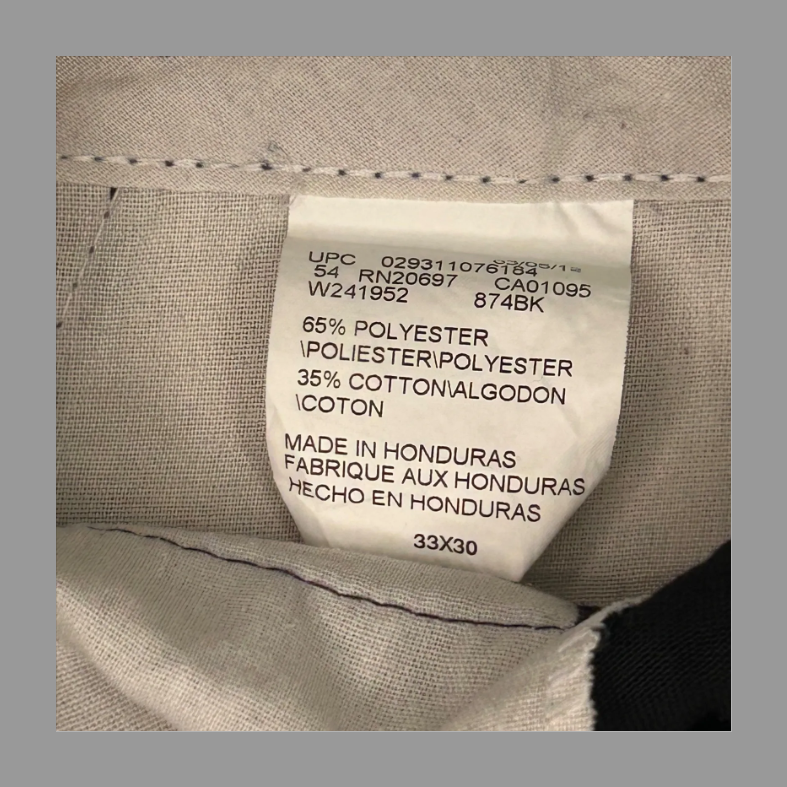 UPC 029311076184
54 RN20697 CA01095
W241952 874BK
65% POLYESTER
\POLIESTER\POLYESTER
35% COTTON\ALGODON
\COTON
MADE IN HONDURAS
FABRIQUE AUX HONDURAS
HECHO EN HONDURAS
33X30